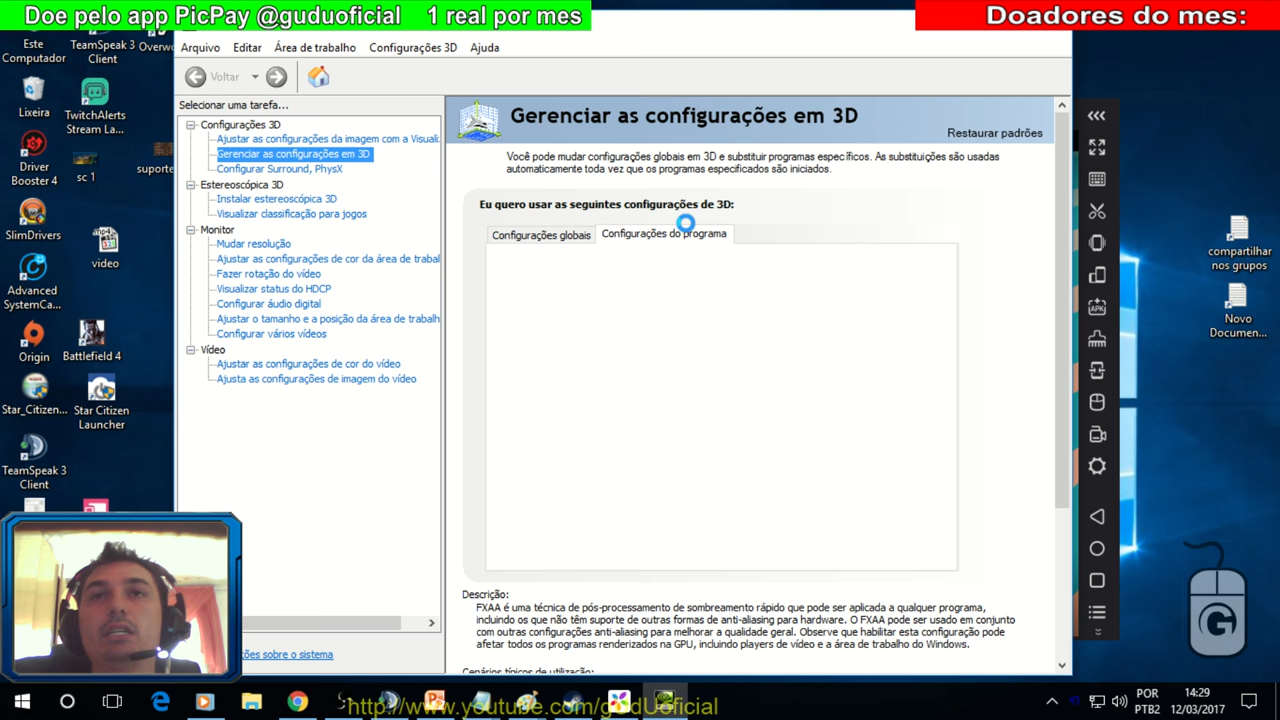 Doe pelo app PicPay @guduoficial 1 real por mes
Doadores do mes:
Este
Computador
TeamSpeak 3
Client
Overwo
Arquivo Editar Área de trabalho Configurações 3D Ajuda
Voltar
Lixeira
TwitchAlerts
Stream La...
Driver
Booster 4
sc 1
suporte
SlimDrivers
video
Advanced
SystemCa...
Origin
Battlefield 4
Star_Citizen...
Star Citizen
Launcher
TeamSpeak 3
Client
Selecionar uma tarefa...
Configurações 3D
Ajustar as configurações da imagem com a Visuali
Gerenciar as configurações em 3D
Configurar Surround, PhysX
Estereoscópica 3D
Instalar estereoscópica 3D
Visualizar classificação para jogos
Monitor
Mudar resolução
Ajustar as configurações de cor da área de trabal
Fazer rotação do vídeo
Visualizar status do HDCP
Configurar áudio digital
Ajustar o tamanho e a posição da área de trabalh
Configurar vários vídeos
Vídeo
Ajustar as configurações de cor do vídeo
Ajusta as configurações de imagem do vídeo
ções sobre o sistema
Gerenciar as configurações em 3D
Restaurar padrões
Você pode mudar configurações globais em 3D e substituir programas específicos. As substituições são usadas
automaticamente toda vez que os programas especificados são iniciados.
Eu quero usar as seguintes configurações de 3D:
Configurações globais Configurações do programa
Descrição:
FXAA é uma técnica de pós-processamento de sombreamento rápido que pode ser aplicada a qualquer programa,
incluindo os que não têm suporte de outras formas de anti-aliasing para hardware. O FXAA pode ser usado em conjunto
com outras configurações anti-aliasing para melhorar a qualidade geral. Observe que habilitar esta configuração pode
afetar todos os programas renderizados na GPU, incluindo players de vídeo e a área de trabalho do Windows.
Cenários típicos de utilização:
APK
compartilhar
nos grupos
Novo
Documen...
G
http://www.youtube.com/gudUoficial
POR
PTB2
14:29
12/03/2017